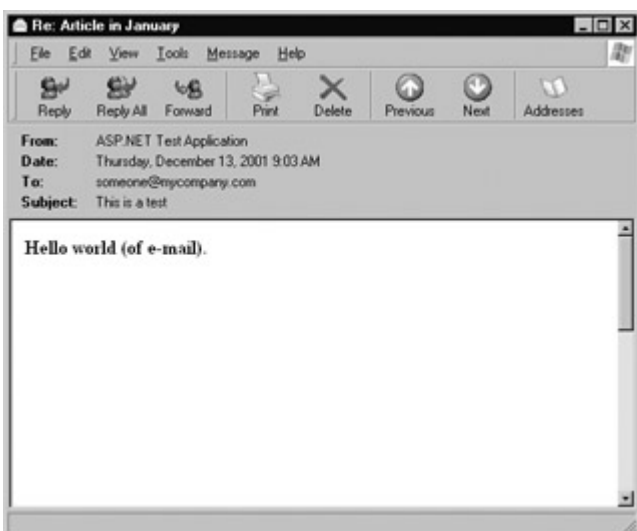 Re: Article in January
File Edit View Tools Message Help
Reply Reply All Forward Print Delete Previous Next Addresses
From: ASP.NET Test Application
Date: Thursday, December 13, 2001 9:03 AM
To: someone@mycompany.com
Subject: This is a test
Hello world (of e-mail).